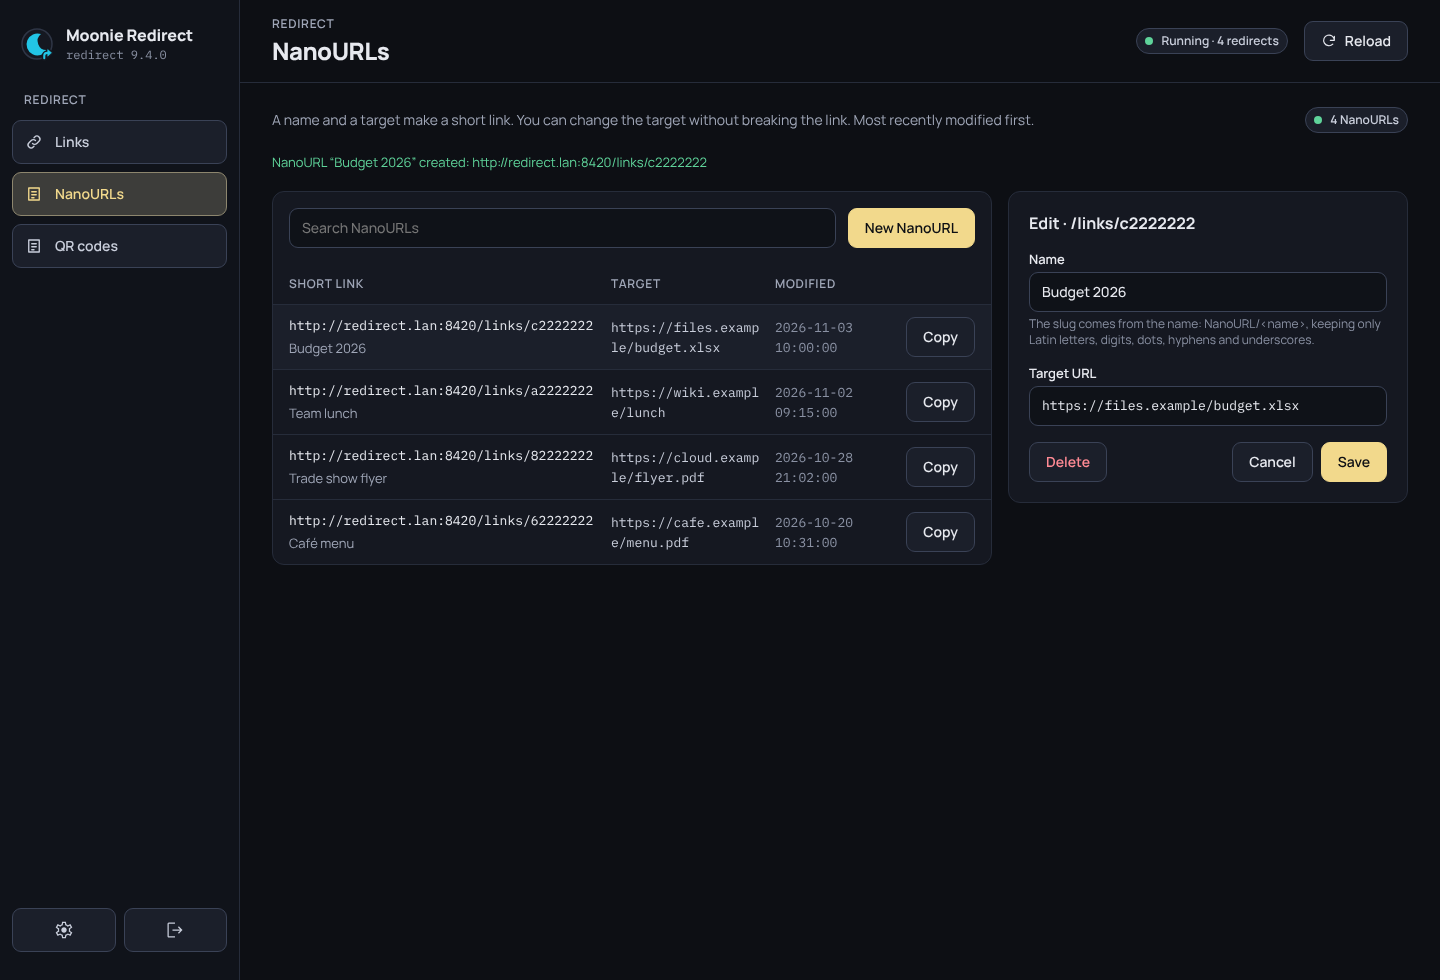 Moonie Redirect
redirect 9.4.0
REDIRECT
Links
NanoURLs
QR codes
REDIRECT
NanoURLs
Running · 4 redirects
Reload
A name and a target make a short link. You can change the target without breaking the link. Most recently modified first.
4 NanoURLs
NanoURL “Budget 2026” created: http://redirect.lan:8420/links/c2222222
Search NanoURLs
New NanoURL
SHORT LINK TARGET MODIFIED
http://redirect.lan:8420/links/c2222222
Budget 2026
https://files.examp
le/budget.xlsx
2026-11-03
10:00:00
Copy
http://redirect.lan:8420/links/a2222222
Team lunch
https://wiki.exampl
e/lunch
2026-11-02
09:15:00
Copy
http://redirect.lan:8420/links/82222222
Trade show flyer
https://cloud.examp
le/flyer.pdf
2026-10-28
21:02:00
Copy
http://redirect.lan:8420/links/62222222
Café menu
https://cafe.exampl
e/menu.pdf
2026-10-20
10:31:00
Copy
Edit · /links/c2222222
Name
Budget 2026
The slug comes from the name: NanoURL/<name>, keeping only
Latin letters, digits, dots, hyphens and underscores.
Target URL
https://files.example/budget.xlsx
Delete
Cancel
Save